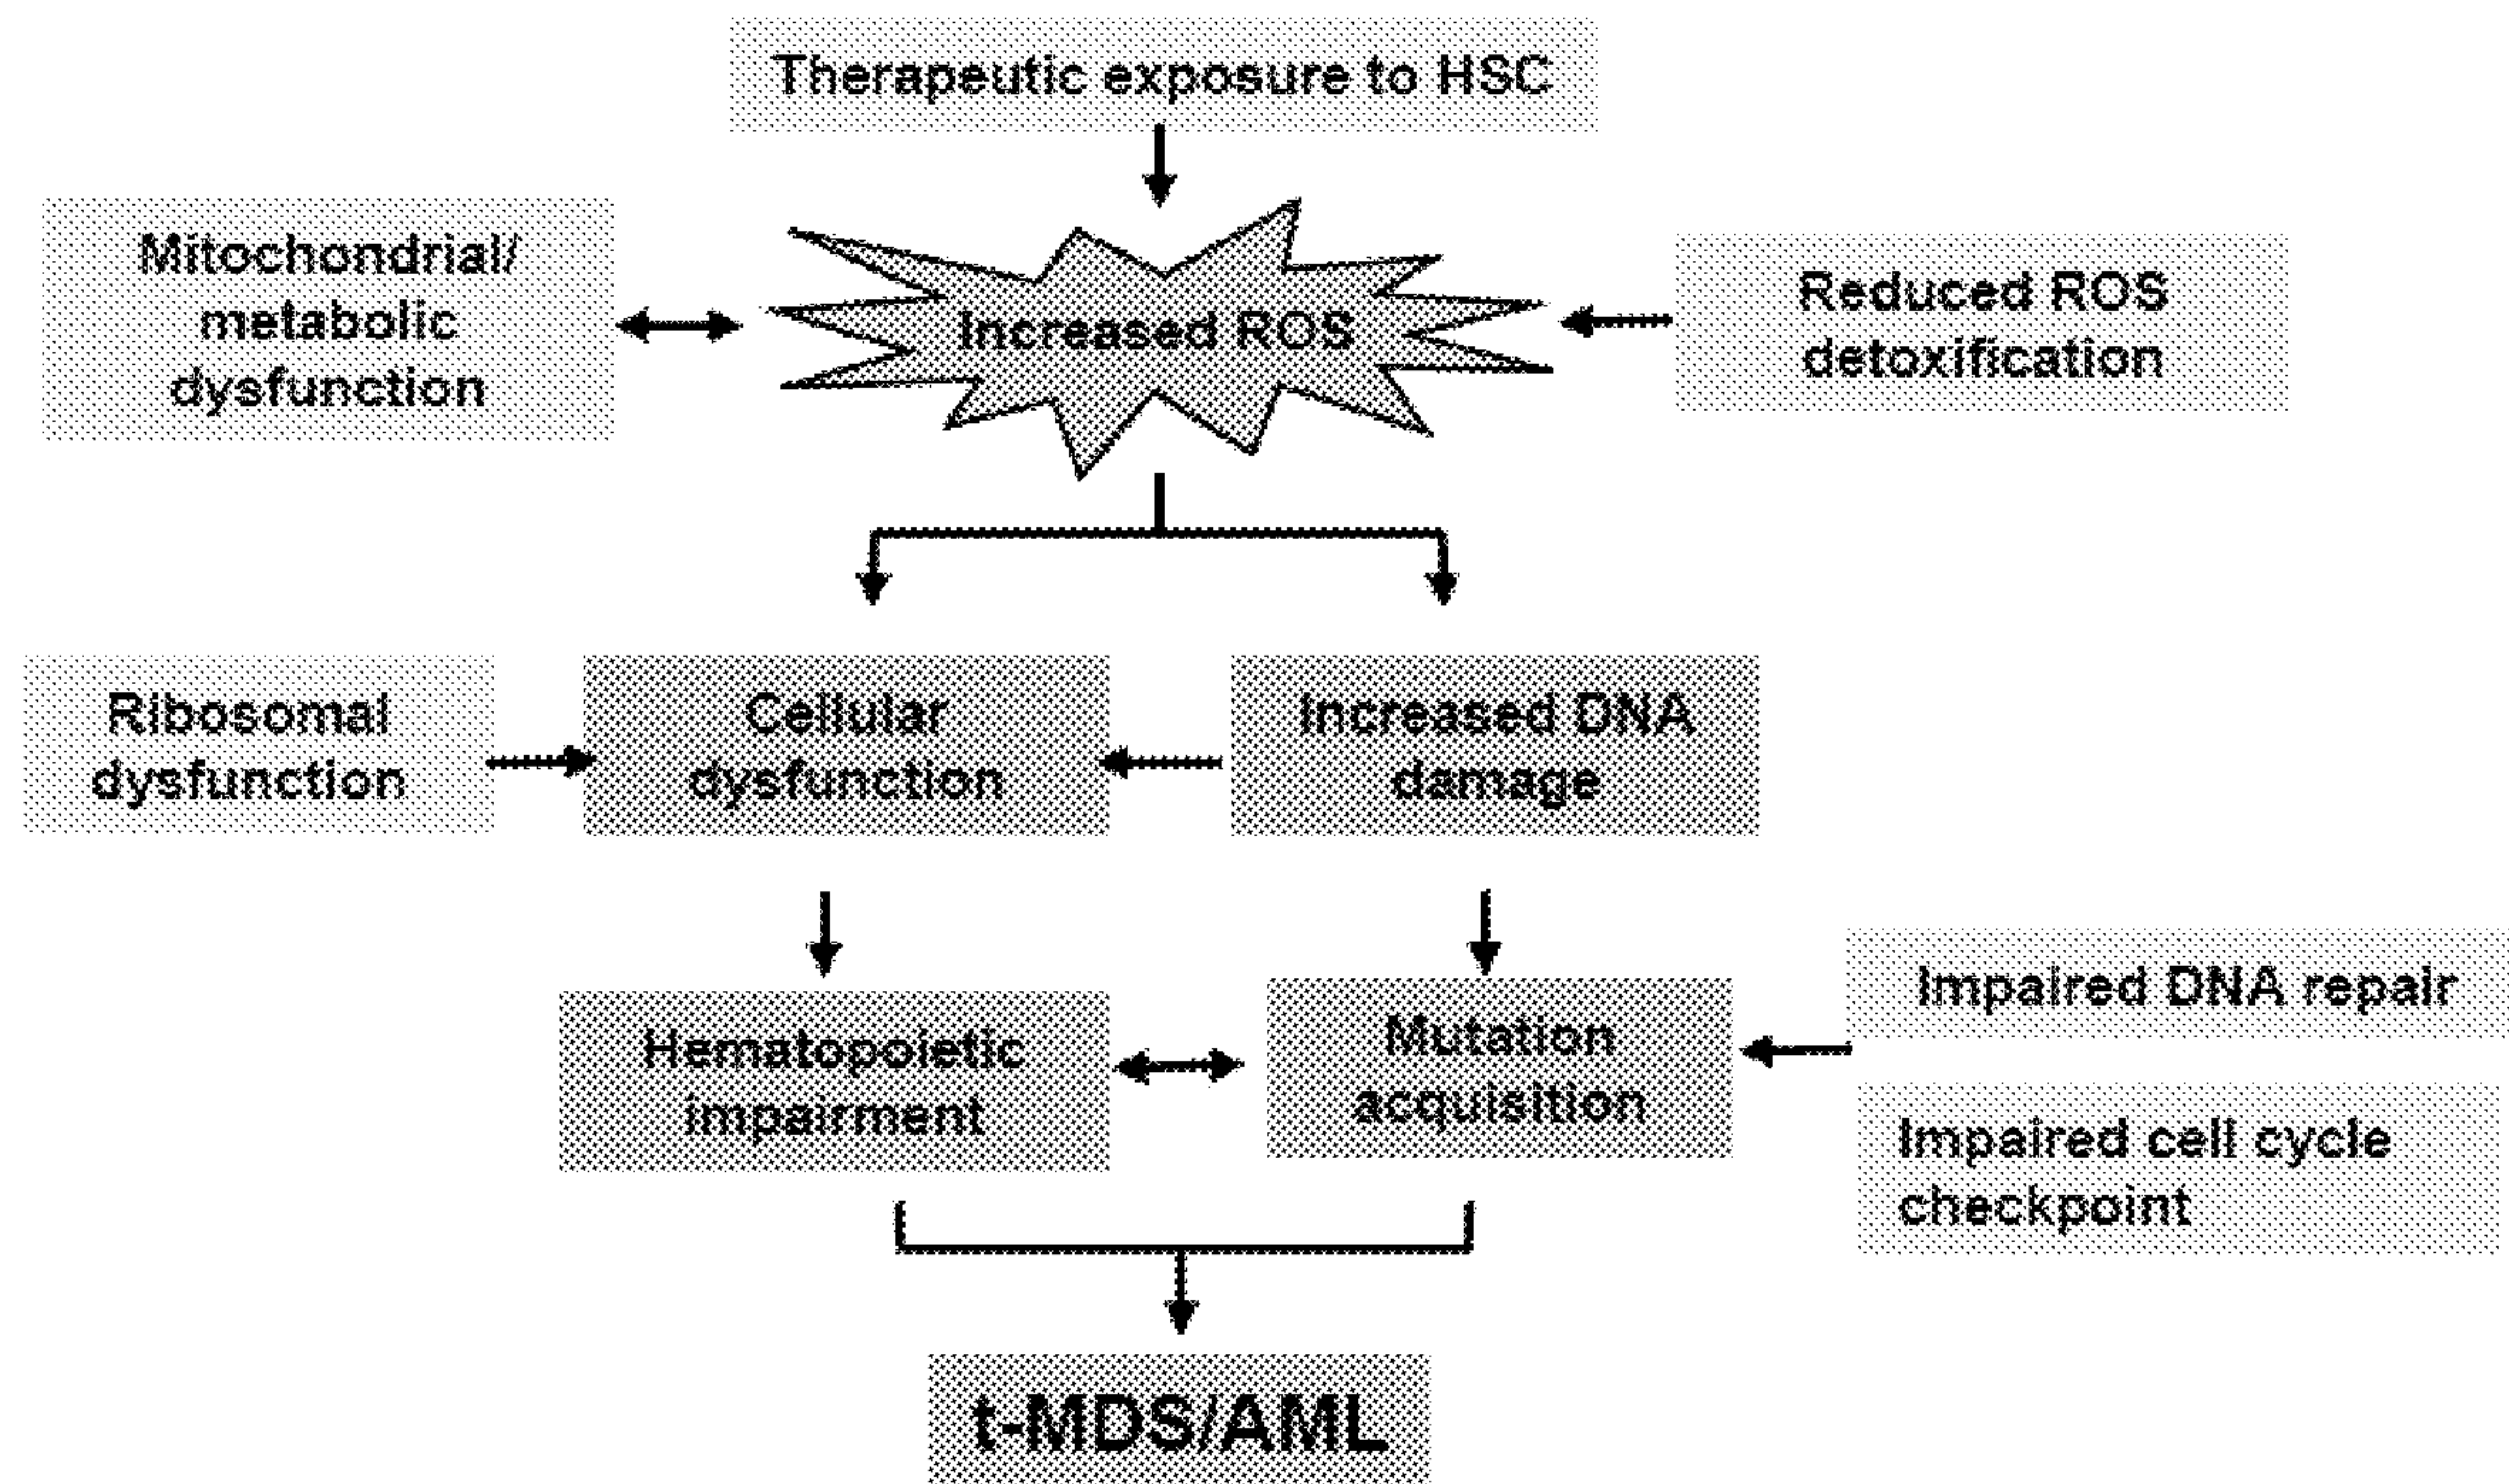 Therapeutic exposure to HSC
Mitochondrial/
metabolic
dysfunction
Increased ROS
Reduced ROS
detoxification
Ribosomal
dysfunction
Cellular
dysfunction
Increased DNA
damage
Hematopoietic
impairment
Mutation
acquisition
Impaired DNA repair
Impaired cell cycle
checkpoint
t-MDS/AML